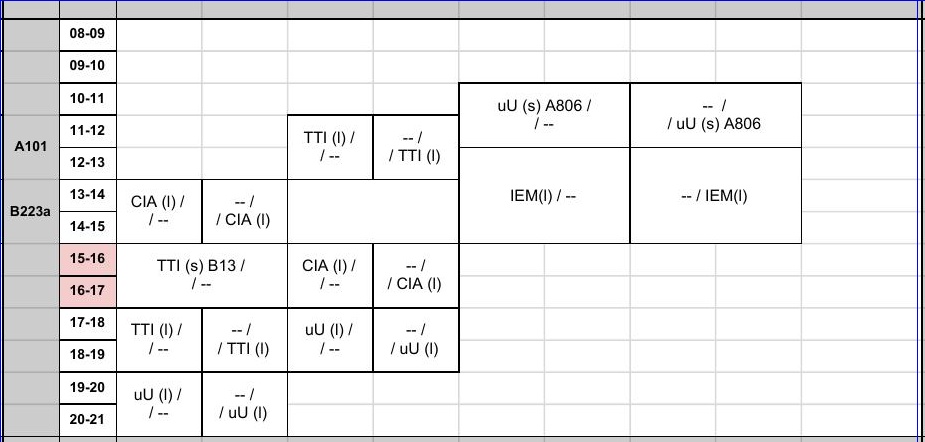 08-09
09-10
10-11
uU (s) A806 /
/ --
-- /
/ uU (s) A806
A101
11-12
TTI (l) /
/ --
-- /
/ TTI (l)
12-13
IEM(l) / --
-- / IEM(l)
B223a
13-14
CIA (l) /
/ --
-- /
/ CIA (l)
14-15
15-16
TTI (s) B13 /
/ --
CIA (l) /
/ --
-- /
/ CIA (l)
16-17
17-18
TTI (l) /
/ --
-- /
/ TTI (l)
uU (l) /
/ --
-- /
/ uU (l)
18-19
19-20
uU (l) /
/ --
-- /
/ uU (l)
20-21